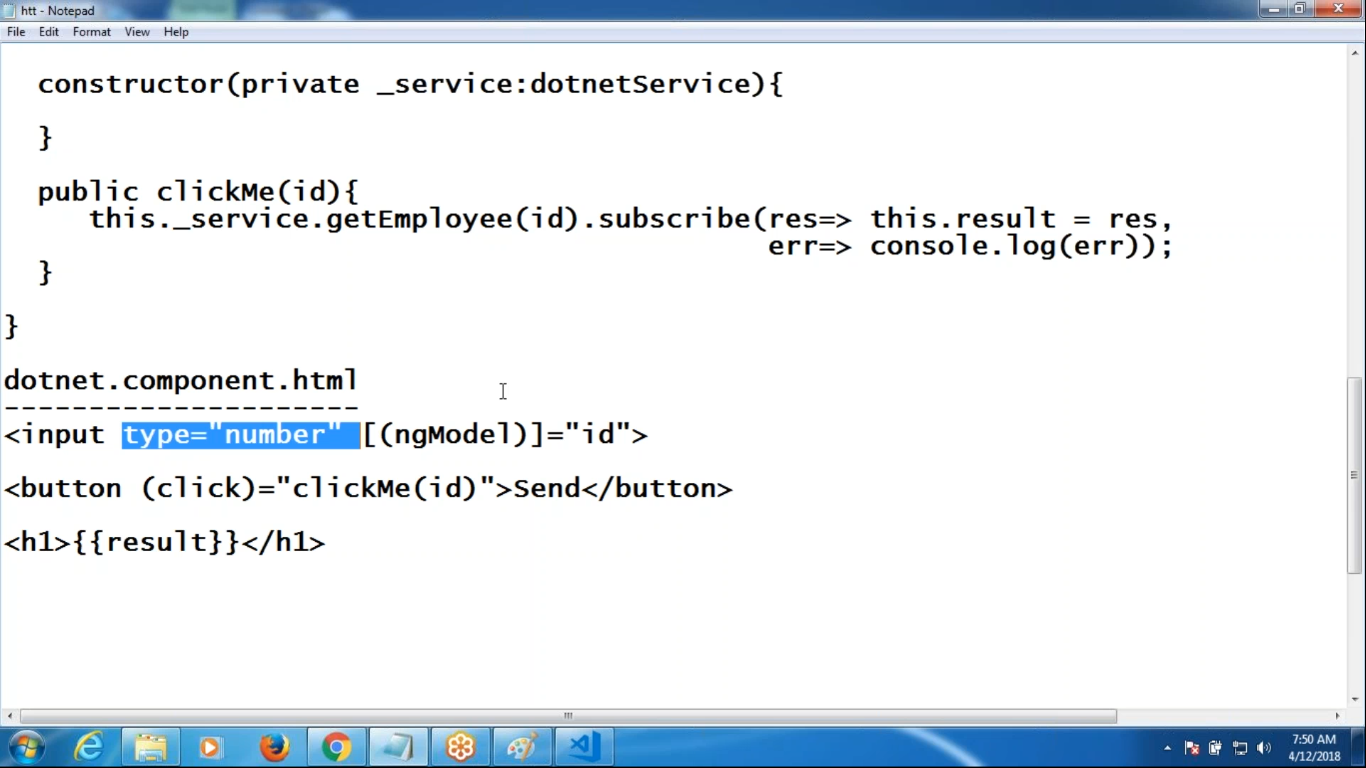 htt - Notepad
File Edit Format View Help
constructor(private _service:dotnetService){
}
public clickMe(id){
this._service.getEmployee(id).subscribe(res=> this.result = res,
err=> console.log(err));
}
}
dotnet.component.html
---------------------
<input type="number" [(ngModel)]="id">
<button (click)="clickMe(id)">Send</button>
<h1>{{result}}</h1>
7:50 AM
4/12/2018